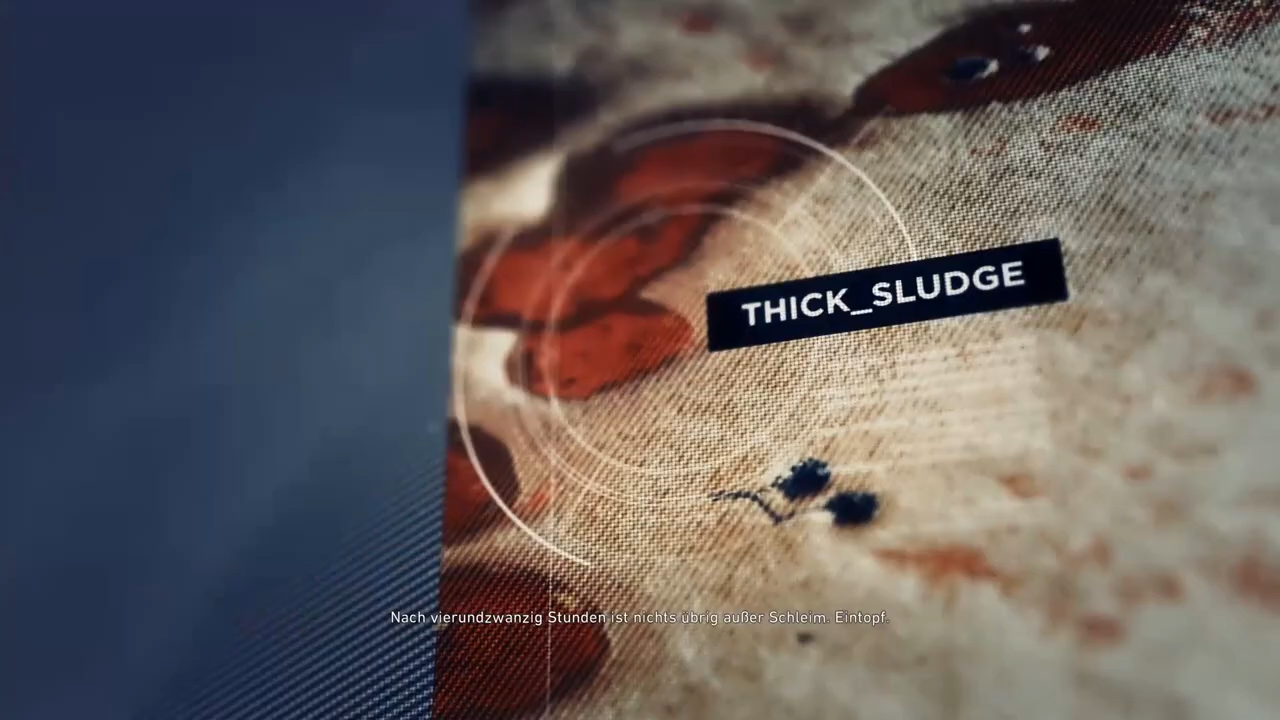 THICK_SLUDGE
Nach vierundzwanzig Stunden ist nichts übrig außer Schleim. Eintopf.